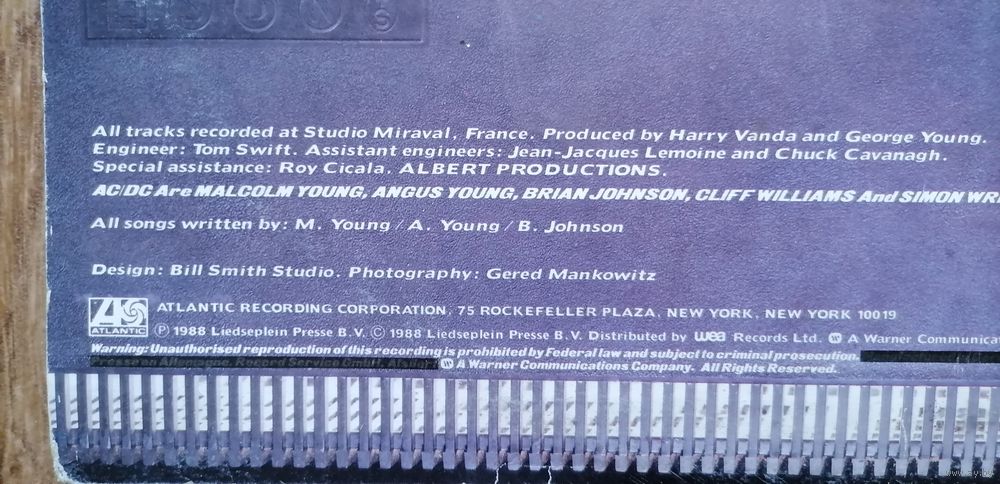 All tracks recorded at Studio Miraval, France. Produced by Harry Vanda and George Young.
Engineer: Tom Swift. Assistant engineers: Jean-Jacques Lemoine and Chuck Cavanagh.
Special assistance: Roy Cicala. ALBERT PRODUCTIONS.
AC/DC Are MALCOLM YOUNG, ANGUS YOUNG, BRIAN JOHNSON, CLIFF WILLIAMS And SIMON WRI
All songs written by: M. Young / A. Young / B. Johnson
Design: Bill Smith Studio. Photography: Gered Mankowitz
ATLANTIC
ATLANTIC RECORDING CORPORATION, 75 ROCKEFELLER PLAZA, NEW YORK, NEW YORK 10019
Ⓟ 1988 Liedseplein Presse B.V. Ⓒ 1988 Liedseplein Presse B.V. Distributed by wea Records Ltd. A Warner Communicat
Warning: Unauthorised reproduction of this recording is prohibited by Federal law and subject to criminal prosecution.
A Warner Communications Company. All Rights Reserved.